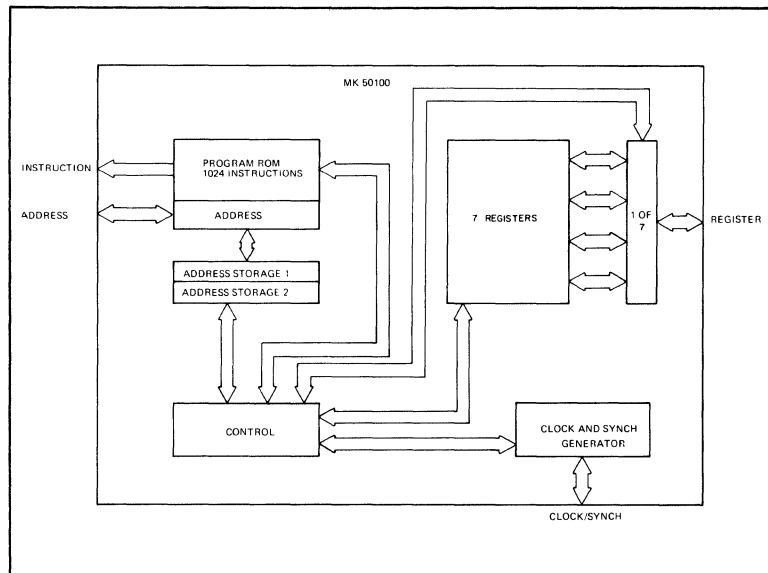 MK 50100
INSTRUCTION
PROGRAM ROM
1024 INSTRUCTIONS
ADDRESS
ADDRESS
ADDRESS STORAGE 1
ADDRESS STORAGE 2
7 REGISTERS
1 OF
7
REGISTER
CONTROL
CLOCK AND SYNCH
GENERATOR
CLOCK/SYNCH